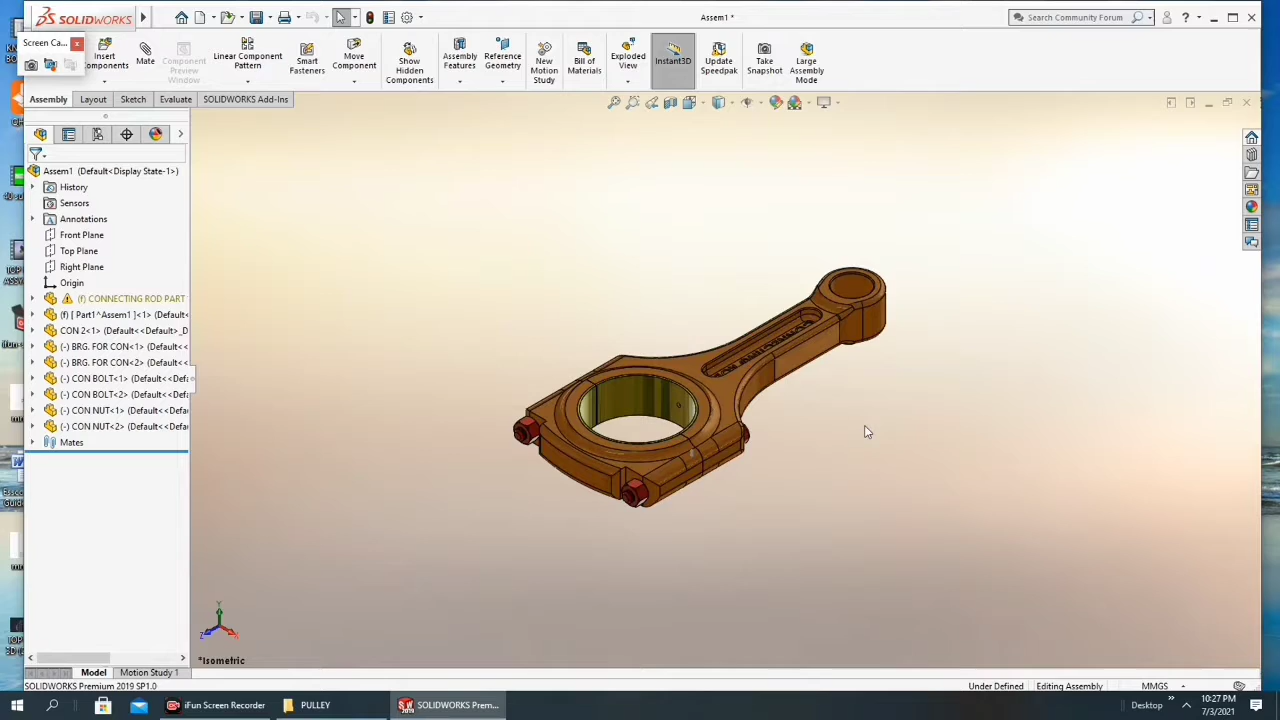 SOLIDWORKS
Assem1 *
Search Community Forum
Screen Ca...
Insert Components
Mate
Component Preview Window
Linear Component Pattern
Smart Fasteners
Move Component
Show Hidden Components
Assembly Features
Reference Geometry
New Motion Study
Bill of Materials
Exploded View
Instant3D
Update Speedpak
Take Snapshot
Large Assembly Mode
Assembly
Layout
Sketch
Evaluate
SOLIDWORKS Add-Ins
Assem1 (Default<Display State-1>)
History
Sensors
Annotations
Front Plane
Top Plane
Right Plane
Origin
(f) CONNECTING ROD PART
(f) [ Part1^Assem1 ]<1> (Default
CON 2<1> (Default<<Default>_D
(-) BRG. FOR CON<1> (Default<<
(-) BRG. FOR CON<2> (Default<<
(-) CON BOLT<1> (Default<<Defa
(-) CON BOLT<2> (Default<<Defa
(-) CON NUT<1> (Default<<Defau
(-) CON NUT<2> (Default<<Defau
Mates
Y
Z
X
*Isometric
Model
Motion Study 1
SOLIDWORKS Premium 2019 SP1.0
Under Defined
Editing Assembly
MMGS
iFun Screen Recorder
PULLEY
SOLIDWORKS Prem...
Desktop
10:27 PM
7/3/2021